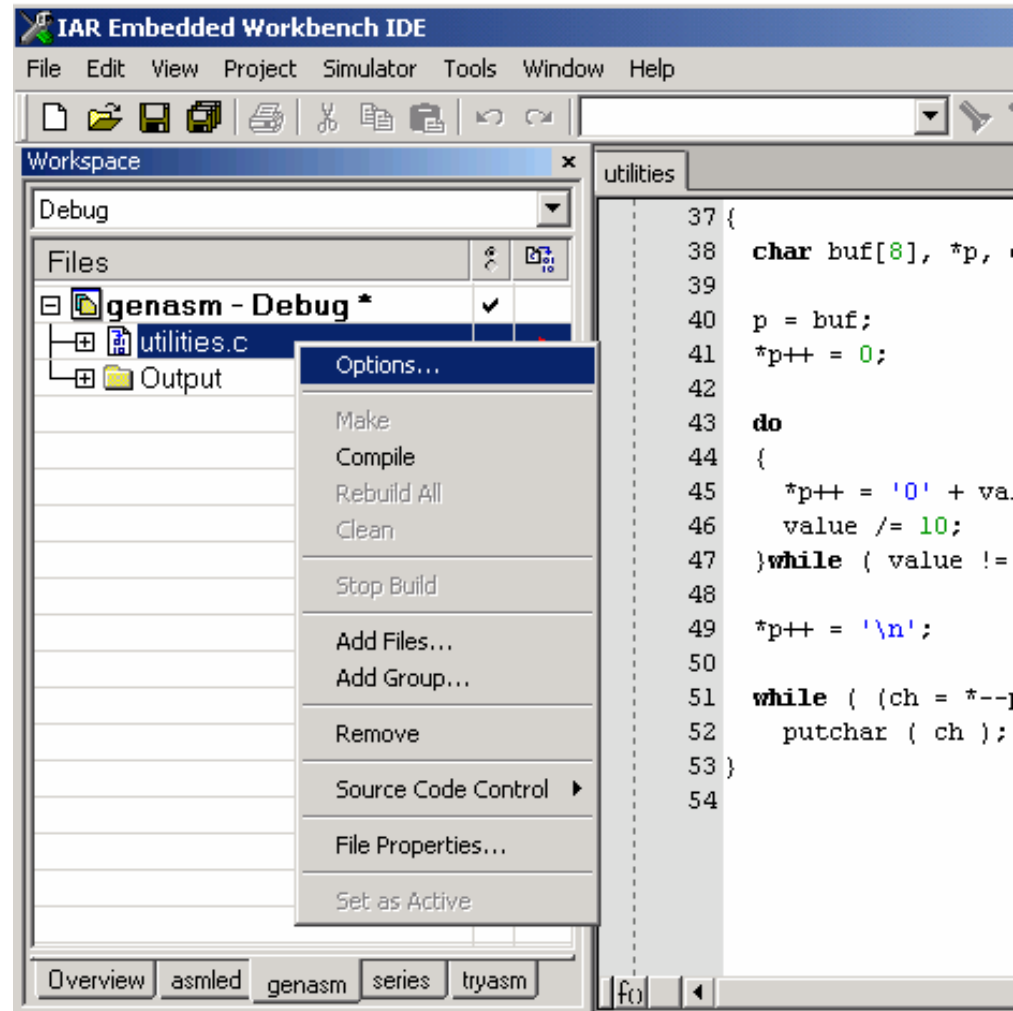 IAR Embedded Workbench IDE
File Edit View Project Simulator Tools Window Help
Workspace
Debug
Files
genasm - Debug *
utilities.c
Output
Options...
Make
Compile
Rebuild All
Clean
Stop Build
Add Files...
Add Group...
Remove
Source Code Control
File Properties...
Set as Active
Overview asmled genasm series tryasm
utilities
37 {
38 char buf[8], *p,
39
40 p = buf;
41 *p++ = 0;
42
43 do
44 {
45 *p++ = '0' +
46 value /= 10;
47 }while ( value !=
48
49 *p++ = '\n';
50
51 while ( (ch = *--p
52 putchar ( ch );
53 }
54
f()